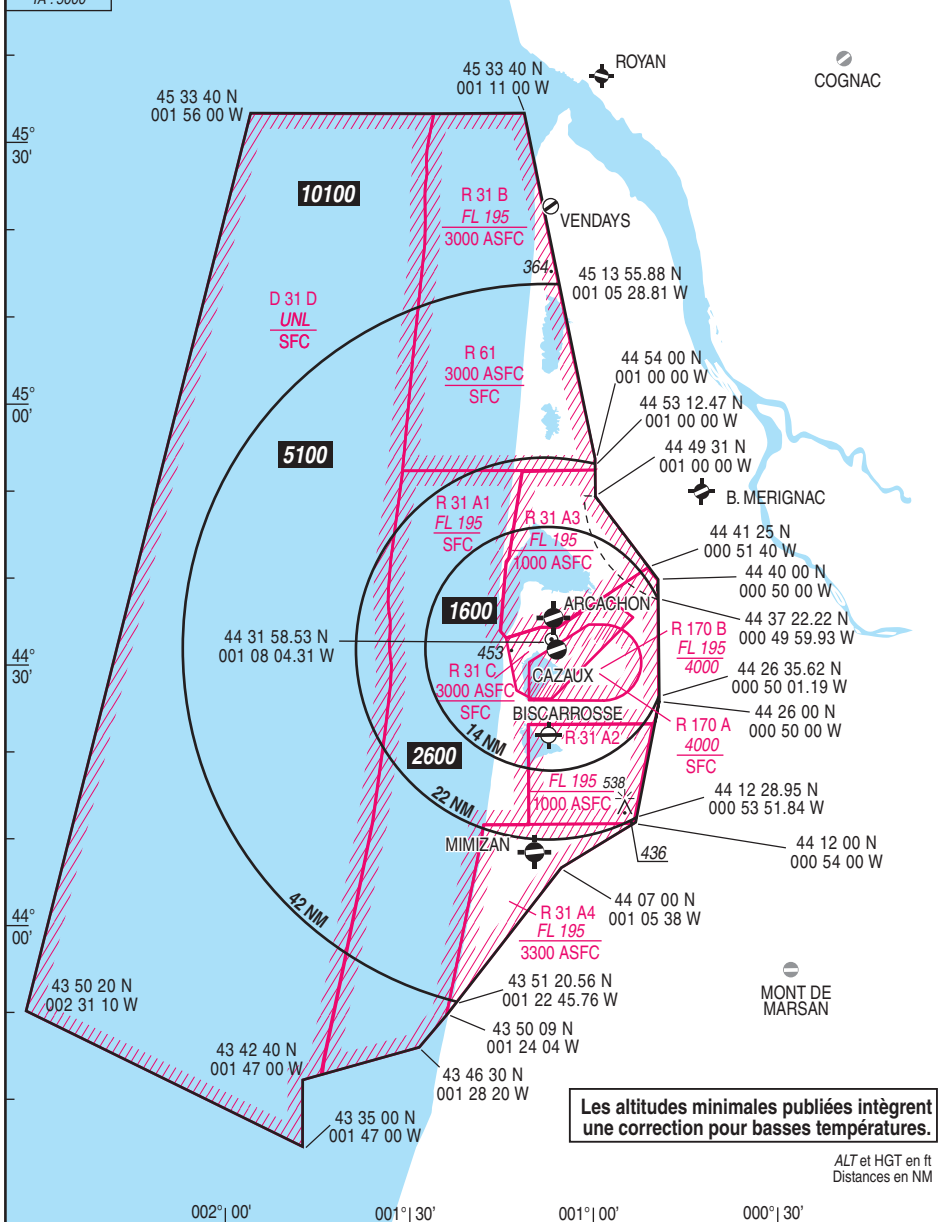 TA : 5000
ROYAN
COGNAC
45 33 40 N
001 11 00 W
45 33 40 N
001 56 00 W
45°
30'
10100
R 31 B
FL 195
3000 ASFC
VENDAYS
364
45 13 55.88 N
001 05 28.81 W
D 31 D
UNL
SFC
R 61
3000 ASFC
SFC
44 54 00 N
001 00 00 W
45°
00'
44 53 12.47 N
001 00 00 W
5100
44 49 31 N
001 00 00 W
B. MERIGNAC
R 31 A1
FL 195
SFC
R 31 A3
FL 195
1000 ASFC
44 41 25 N
000 51 40 W
44 40 00 N
000 50 00 W
1600
ARCACHON
44 37 22.22 N
000 49 59.93 W
44 31 58.53 N
001 08 04.31 W
453
R 170 B
FL 195
4000
44°
30'
R 31 C
3000 ASFC
SFC
CAZAUX
44 26 35.62 N
000 50 01.19 W
BISCARROSSE
44 26 00 N
000 50 00 W
R 31 A2
R 170 A
4000
SFC
14 NM
2600
FL 195
1000 ASFC
538
22 NM
44 12 28.95 N
000 53 51.84 W
MIMIZAN
436
44 12 00 N
000 54 00 W
44 07 00 N
001 05 38 W
42 NM
44°
00'
R 31 A4
FL 195
3300 ASFC
43 50 20 N
002 31 10 W
43 51 20.56 N
001 22 45.76 W
MONT DE
MARSAN
43 50 09 N
001 24 04 W
43 42 40 N
001 47 00 W
43 46 30 N
001 28 20 W
43 35 00 N
001 47 00 W
Les altitudes minimales publiées intègrent
une correction pour basses températures.
ALT et HGT en ft
Distances en NM
002° 00'
001° 30'
001° 00'
000° 30'